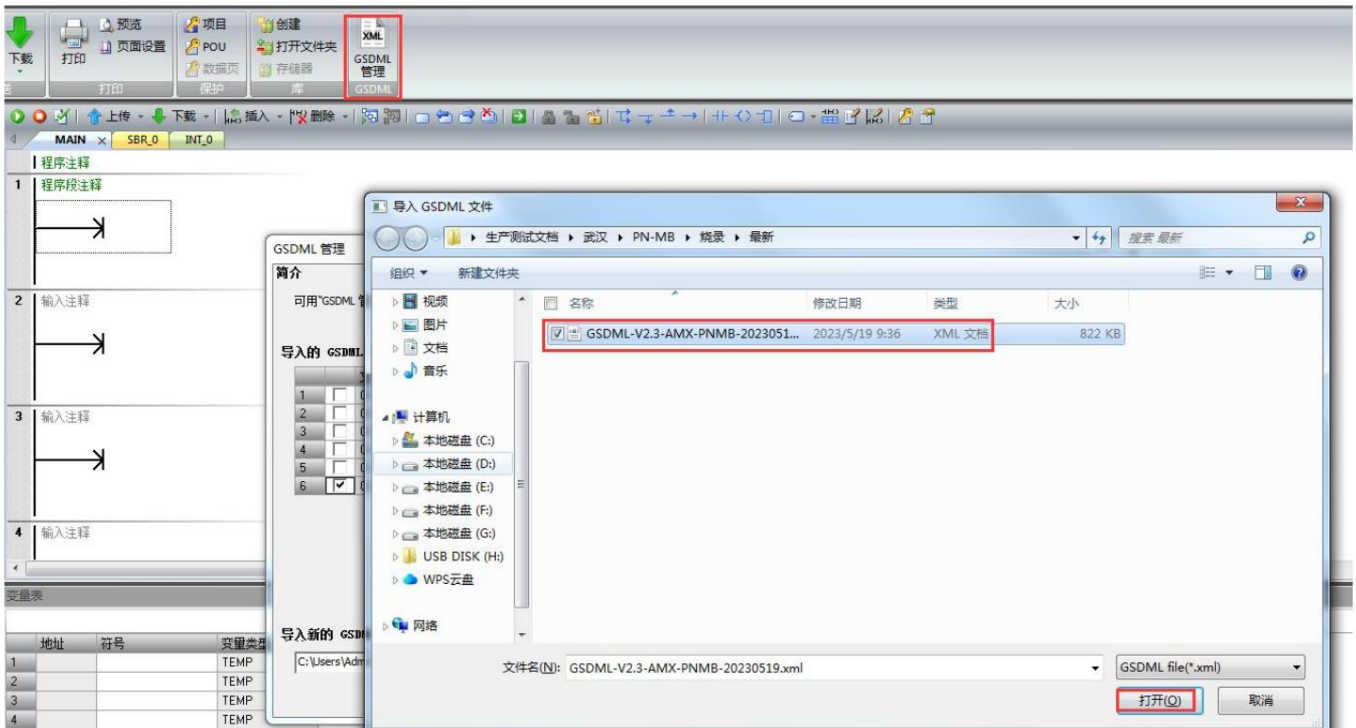 预览
项目
创建
XML
下载
打印
页面设置
POU
打开文件夹
GSDML
管理
数据页
存储器
打印
保护
库
GSDML
上传
下载
插入
删除
MAIN
SBR_0
INT_0
程序注释
1 程序段注释
2 输入注释
3 输入注释
4 输入注释
变量表
地址 符号 变量类型
1 TEMP
2 TEMP
3 TEMP
4 TEMP
GSDML 管理
简介
可用"GSDML
导入的 GSDML
1
2
3
4
5
6
导入新的 GSD
C:\Users\Adm
导入 GSDML 文件
生产测试文档 武汉 PN-MB 烧录 最新
搜索 最新
组织 新建文件夹
视频
图片
文档
音乐
计算机
本地磁盘 (C:)
本地磁盘 (D:)
本地磁盘 (E:)
本地磁盘 (F:)
本地磁盘 (G:)
USB DISK (H:)
WPS云盘
网络
名称 修改日期 类型 大小
GSDML-V2.3-AMX-PNMB-2023051... 2023/5/19 9:36 XML 文档 822 KB
文件名(N): GSDML-V2.3-AMX-PNMB-20230519.xml
GSDML file(*.xml)
打开(O) 取消